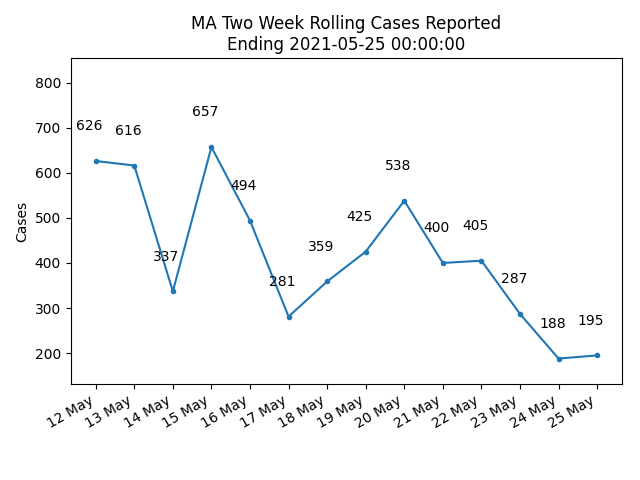 MA Two Week Rolling Cases Reported
Ending 2021-05-25 00:00:00
Cases
800
700
600
500
400
300
200
626
616
337
657
494
281
359
425
538
400
405
287
188
195
12 May
13 May
14 May
15 May
16 May
17 May
18 May
19 May
20 May
21 May
22 May
23 May
24 May
25 May